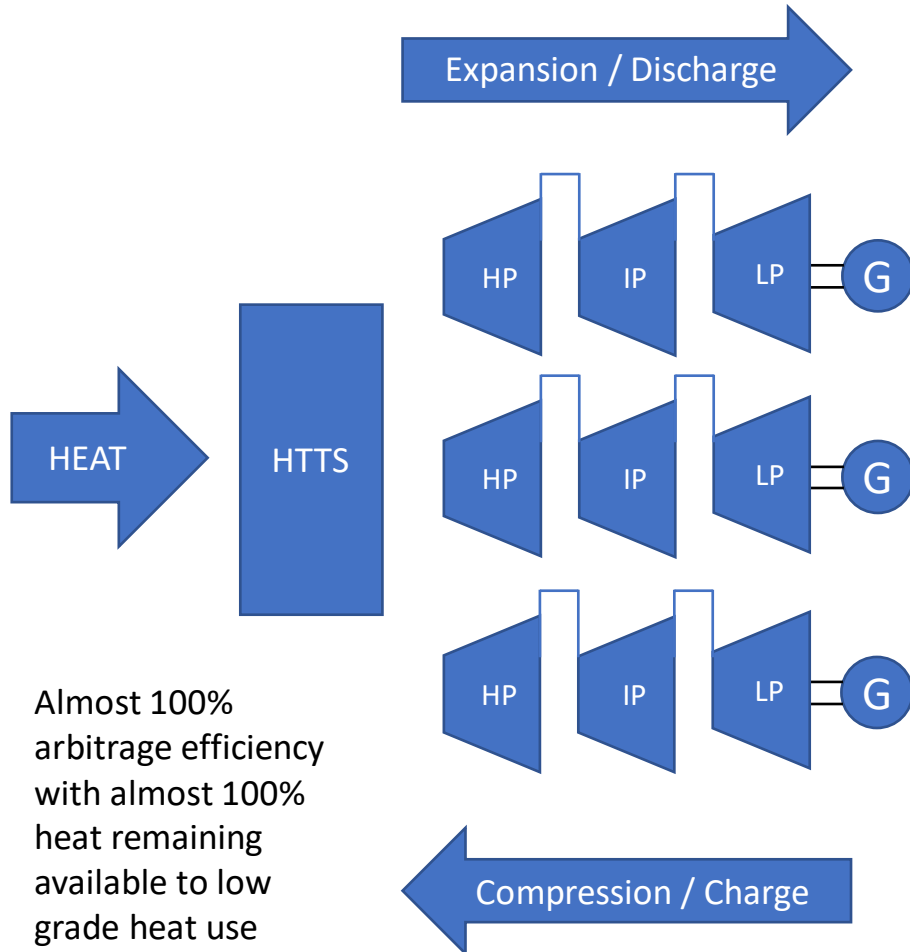 Expansion / Discharge
HP
IP
LP
G
HEAT
HTTS
HP
IP
LP
G
HP
IP
LP
G
Almost 100%
arbitrage efficiency
with almost 100%
heat remaining
available to low
grade heat use
Compression / Charge